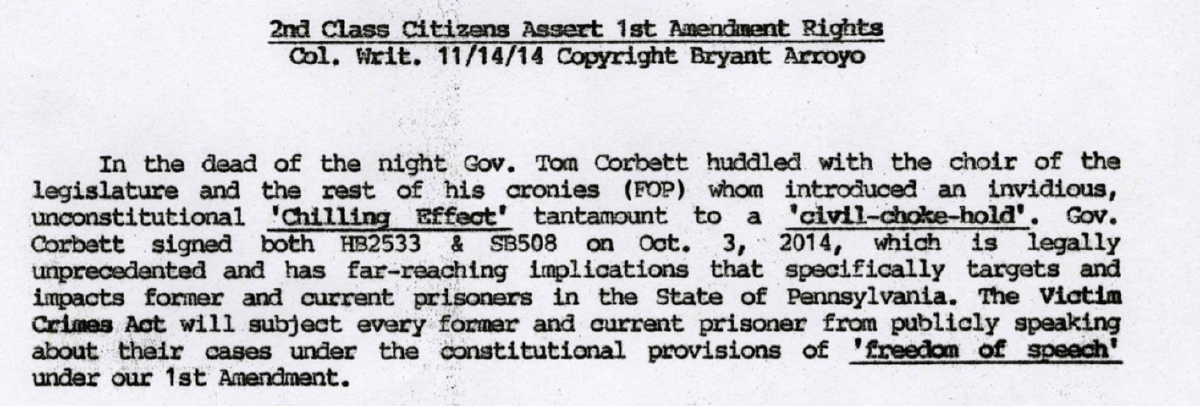 2nd Class Citizens Assert 1st Amendment Rights
Col. Writ. 11/14/14 Copyright Bryant Arroyo
In the dead of the night Gov. Tom Corbett huddled with the choir of the
legislature and the rest of his cronies (FOP) whom introduced an invidious,
unconstitutional 'Chilling Effect' tantamount to a 'civil-choke-hold'. Gov.
Corbett signed both HB2533 & SB508 on Oct. 3, 2014, which is legally
unprecedented and has far-reaching implications that specifically targets and
impacts former and current prisoners in the State of Pennsylvania. The Victim
Crimes Act will subject every former and current prisoner from publicly speaking
about their cases under the constitutional provisions of 'freedom of speech'
under our 1st Amendment.